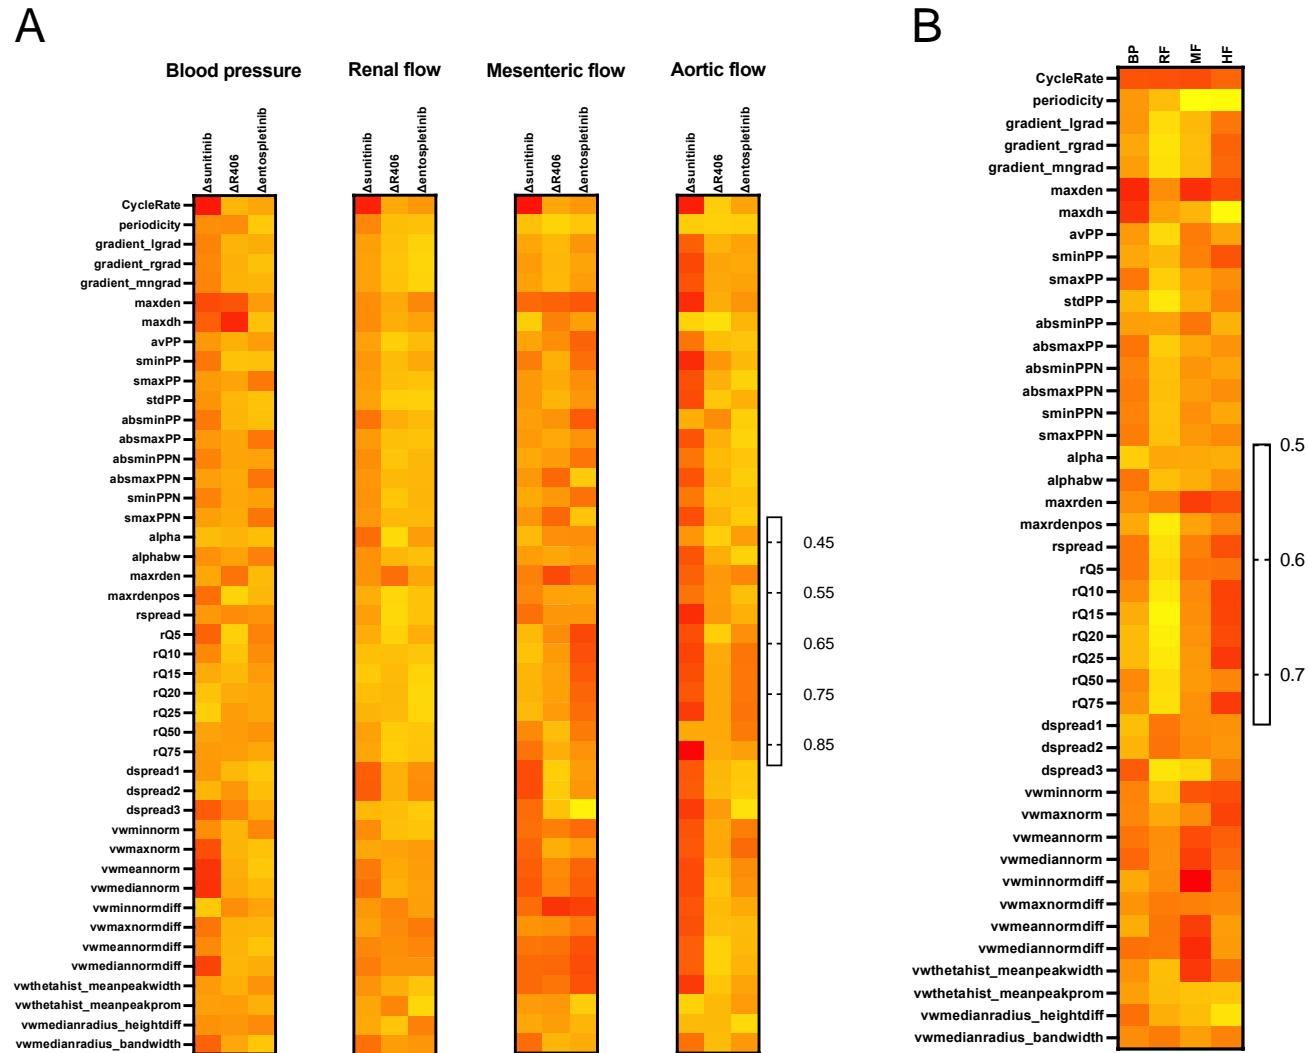 A
Blood pressure
Renal flow
Mesenteric flow
Aortic flow
Δsunitinib
ΔR406
Δentospletinib
Δsunitinib
ΔR406
Δentospletinib
Δsunitinib
ΔR406
Δentospletinib
Δsunitinib
ΔR406
Δentospletinib
CycleRate
periodicity
gradient_lgrad
gradient_rgrad
gradient_mngrad
maxden
maxdh
avPP
sminPP
smaxPP
stdPP
absminPP
absmaxPP
absminPPN
absmaxPPN
sminPPN
smaxPPN
alpha
alphabw
maxrden
maxrdenpos
rspread
rQ5
rQ10
rQ15
rQ20
rQ25
rQ50
rQ75
dspread1
dspread2
dspread3
vwminnorm
vwmaxnorm
vwmeannorm
vwmediannorm
vwminnormdiff
vwmaxnormdiff
vwmeannormdiff
vwmediannormdiff
vwthetahist_meanpeakwidth
vwthetahist_meanpeakprom
vwmedianradius_heightdiff
vwmedianradius_bandwidth
0.45
0.55
0.65
0.75
0.85
B
BP
RF
MF
HF
CycleRate
periodicity
gradient_lgrad
gradient_rgrad
gradient_mngrad
maxden
maxdh
avPP
sminPP
smaxPP
stdPP
absminPP
absmaxPP
absminPPN
absmaxPPN
sminPPN
smaxPPN
alpha
alphabw
maxrden
maxrdenpos
rspread
rQ5
rQ10
rQ15
rQ20
rQ25
rQ50
rQ75
dspread1
dspread2
dspread3
vwminnorm
vwmaxnorm
vwmeannorm
vwmediannorm
vwminnormdiff
vwmaxnormdiff
vwmeannormdiff
vwmediannormdiff
vwthetahist_meanpeakwidth
vwthetahist_meanpeakprom
vwmedianradius_heightdiff
vwmedianradius_bandwidth
0.5
0.6
0.7